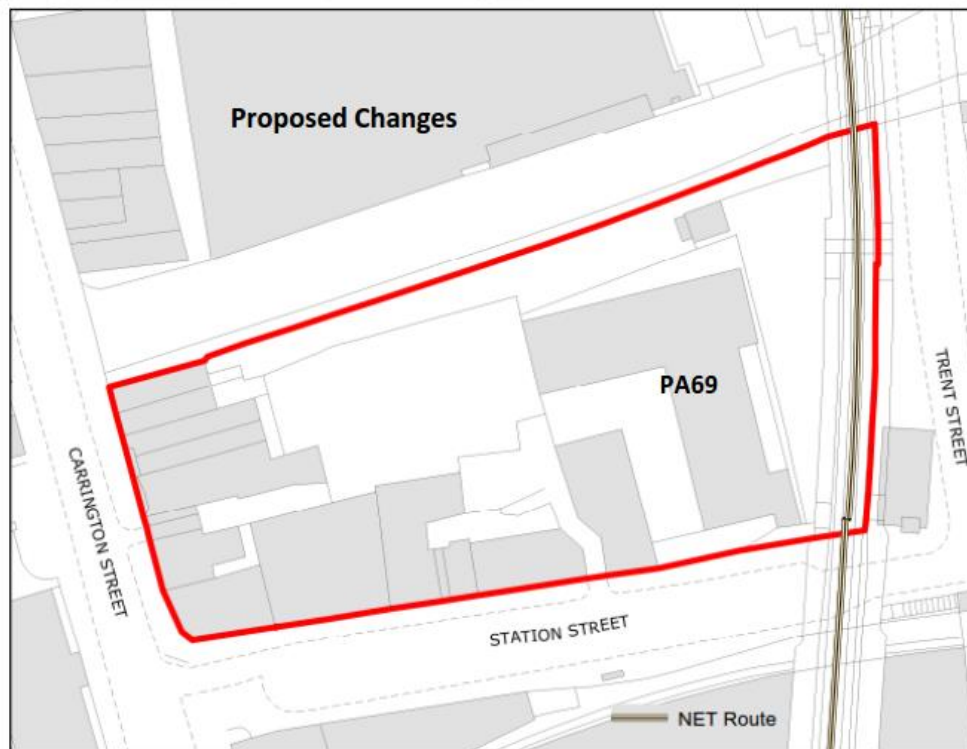 Proposed Changes
PA69
TRENT STREET
CARRINGTON STREET
STATION STREET
NET Route